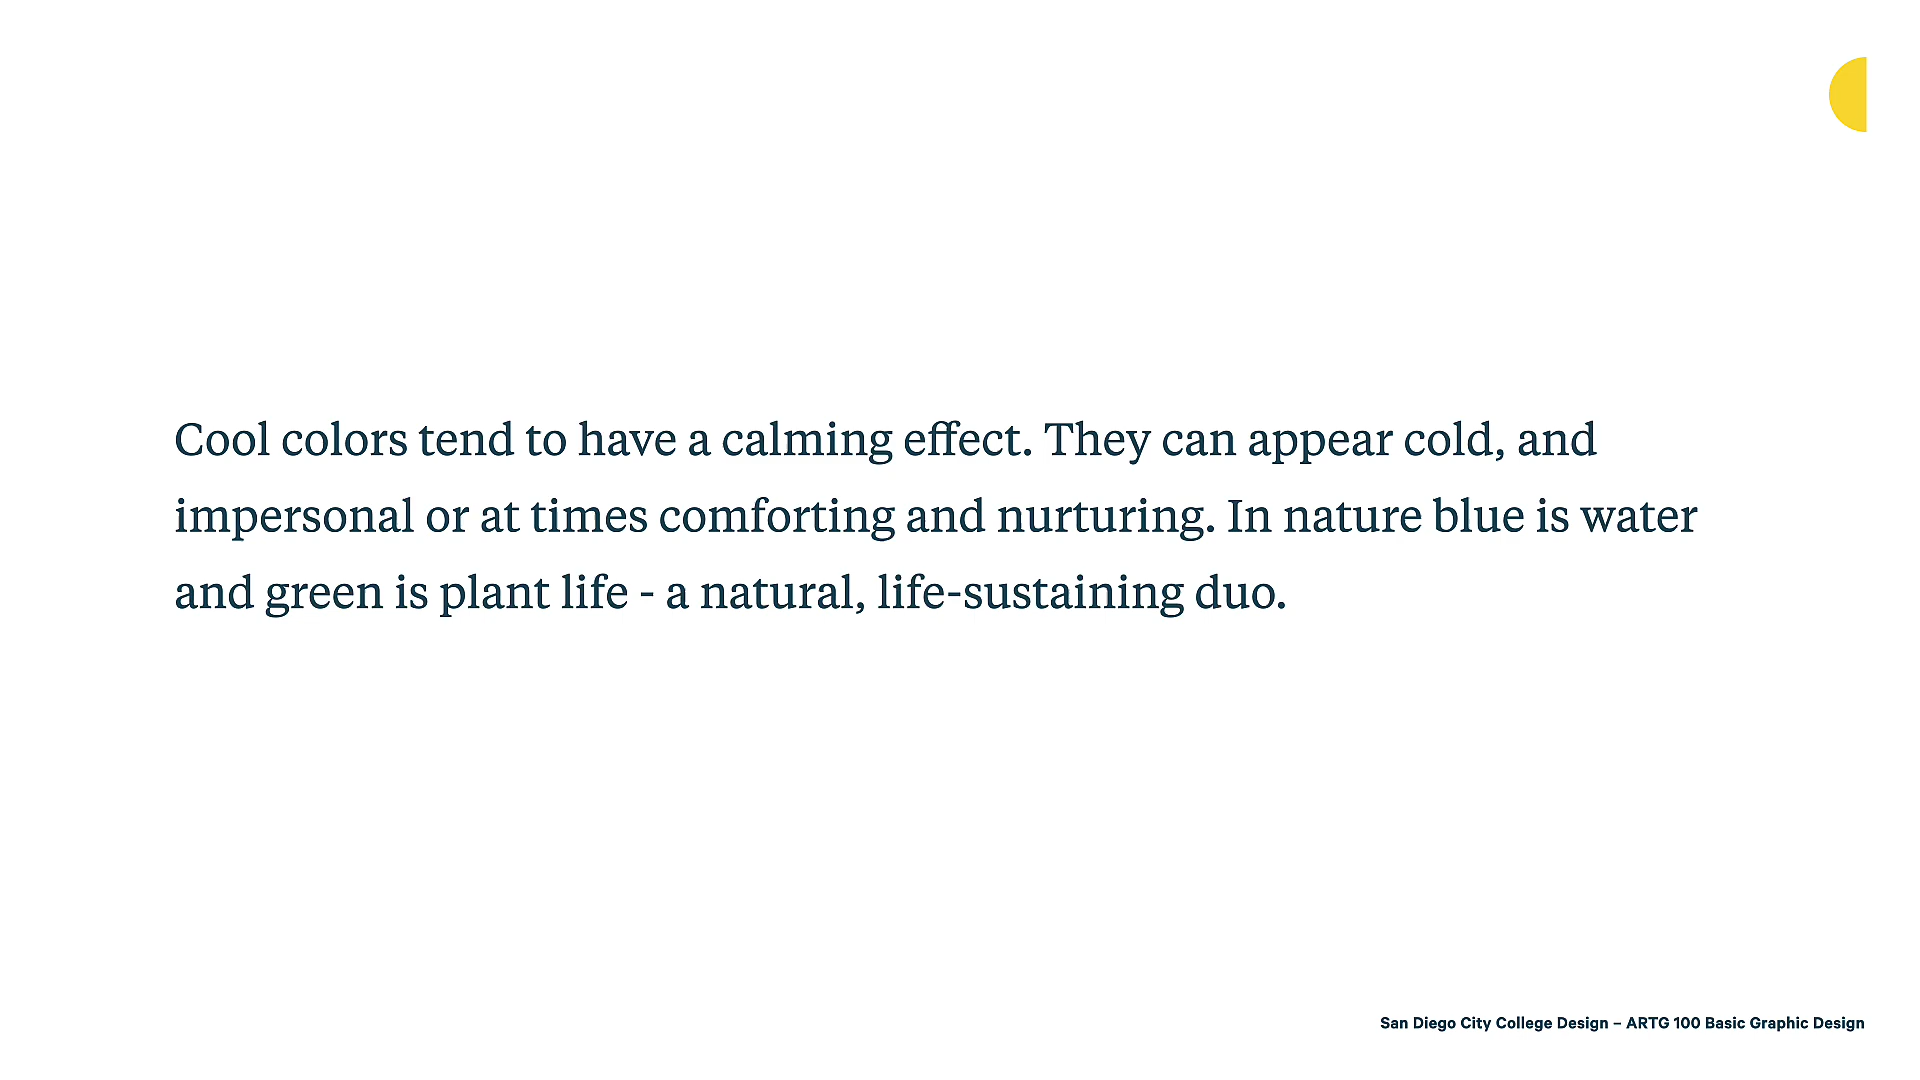 Cool colors tend to have a calming effect. They can appear cold, and
impersonal or at times comforting and nurturing. In nature blue is water
and green is plant life - a natural, life-sustaining duo.
San Diego City College Design – ARTG 100 Basic Graphic Design